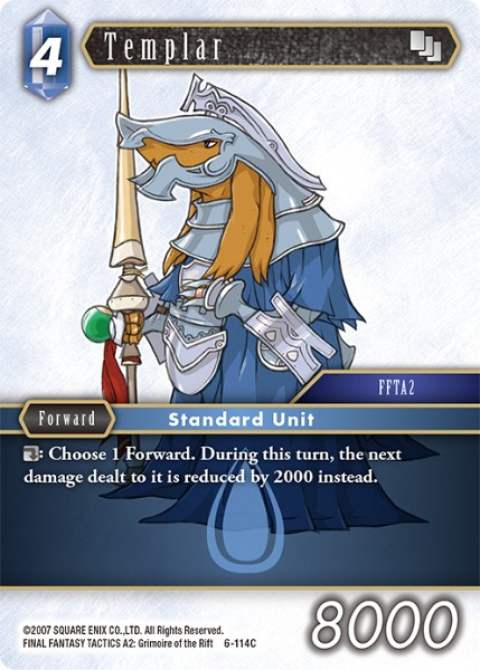 4
Templar
FFTA2
Forward
Standard Unit
: Choose 1 Forward. During this turn, the next
damage dealt to it is reduced by 2000 instead.
©2007 SQUARE ENIX CO.,LTD. All Rights Reserved.
FINAL FANTASY TACTICS A2: Grimoire of the Rift 6-114C
8000